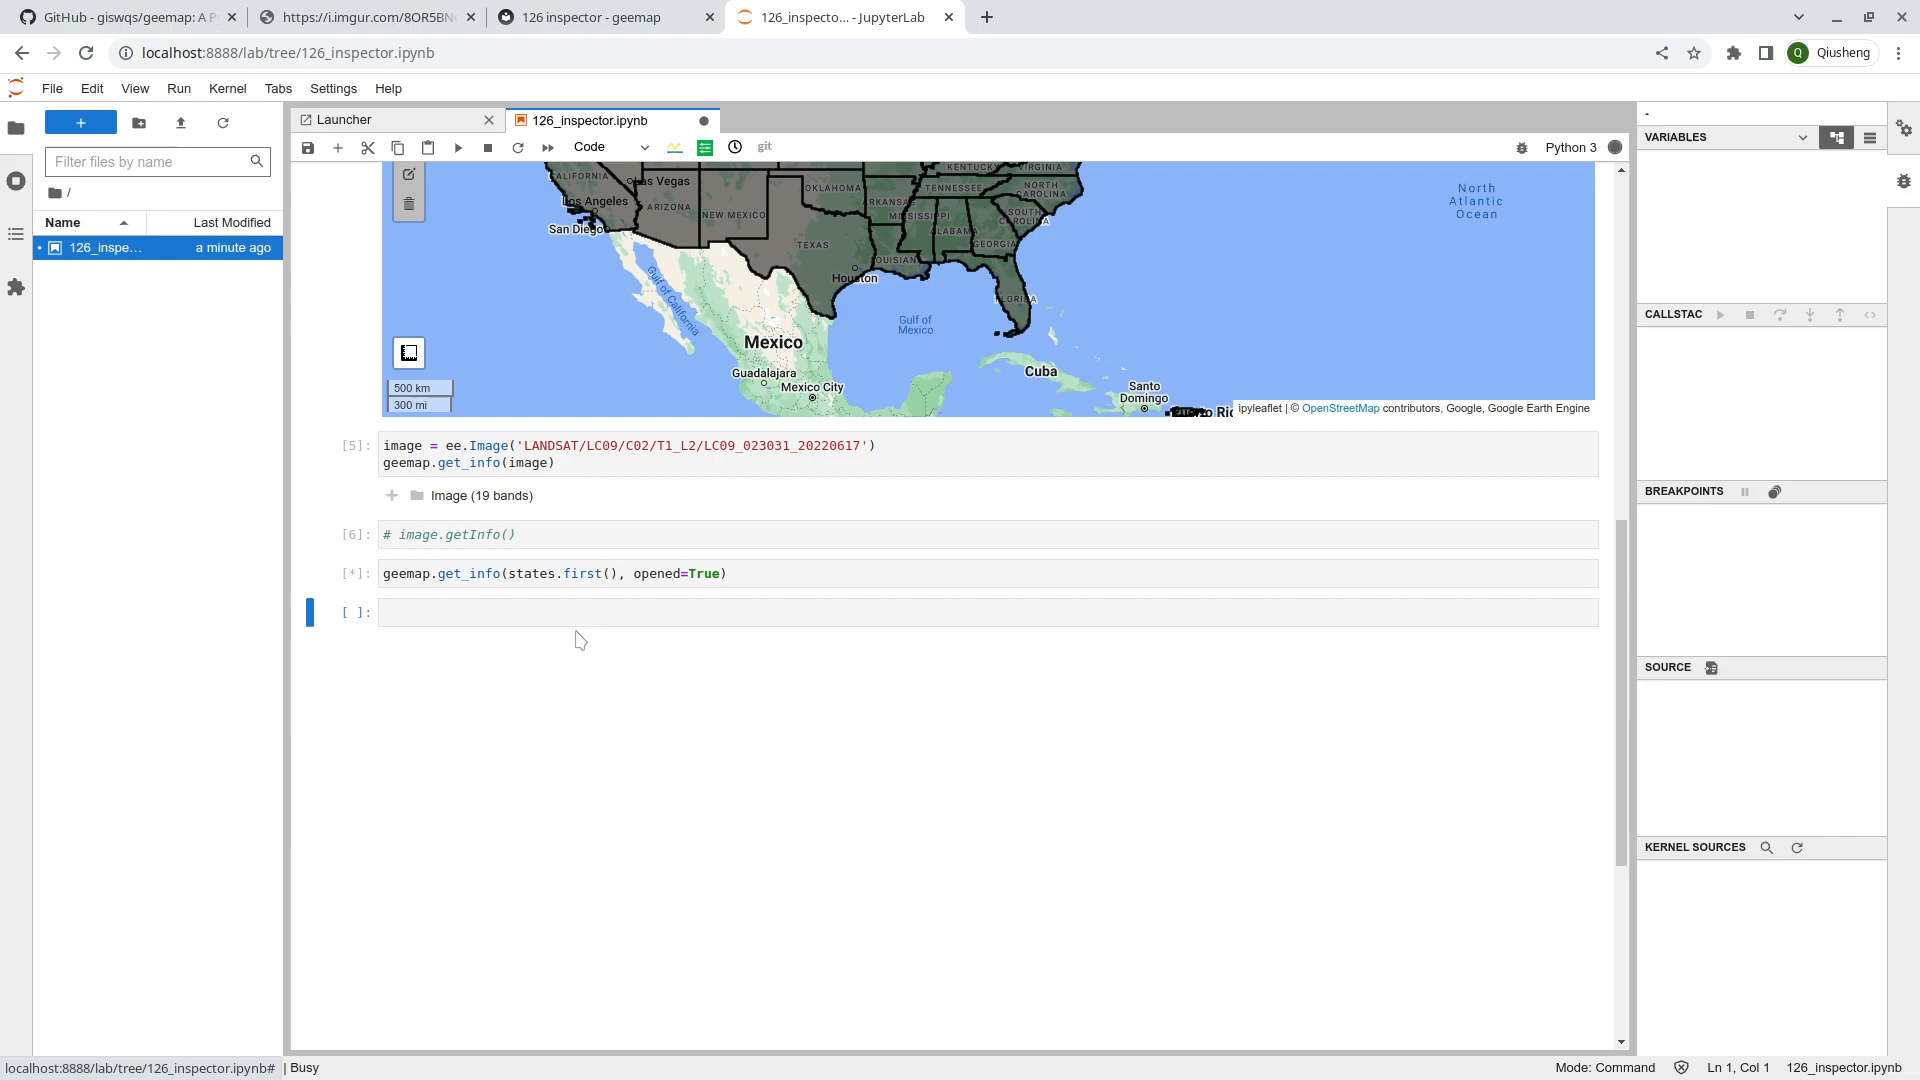 GitHub - giswqs/geemap: A P
https://i.imgur.com/8OR5BN
126 inspector - geemap
126_inspecto... - JupyterLab
localhost:8888/lab/tree/126_inspector.ipynb
Q Qiusheng
File Edit View Run Kernel Tabs Settings Help
Launcher
126_inspector.ipynb
-
VARIABLES
Code
git
Python 3
Filter files by name
/
Name Last Modified
126_inspe... a minute ago
CALIFORNIA
Las Vegas
Los Angeles
ARIZONA
NEW MEXICO
San Diego
OKLAHOMA
ARKANSAS
KENTUCKY
VIRGINIA
TENNESSEE
NORTH
CAROLINA
MISSISSIPPI
SOUTH
CAROLINA
ALABAMA
GEORGIA
TEXAS
LOUISIANA
Houston
FLORIDA
North
Atlantic
Ocean
Gulf of California
Gulf of
Mexico
Mexico
Guadalajara
Mexico City
Cuba
Santo
Domingo
500 km
300 mi
ipyleaflet | © OpenStreetMap contributors, Google, Google Earth Engine
[5]: image = ee.Image('LANDSAT/LC09/C02/T1_L2/LC09_023031_20220617')
geemap.get_info(image)
Image (19 bands)
[6]: # image.getInfo()
[*]: geemap.get_info(states.first(), opened=True)
[ ]:
CALLSTAC
BREAKPOINTS
SOURCE
KERNEL SOURCES
localhost:8888/lab/tree/126_inspector.ipynb# | Busy
Mode: Command
Ln 1, Col 1
126_inspector.ipynb